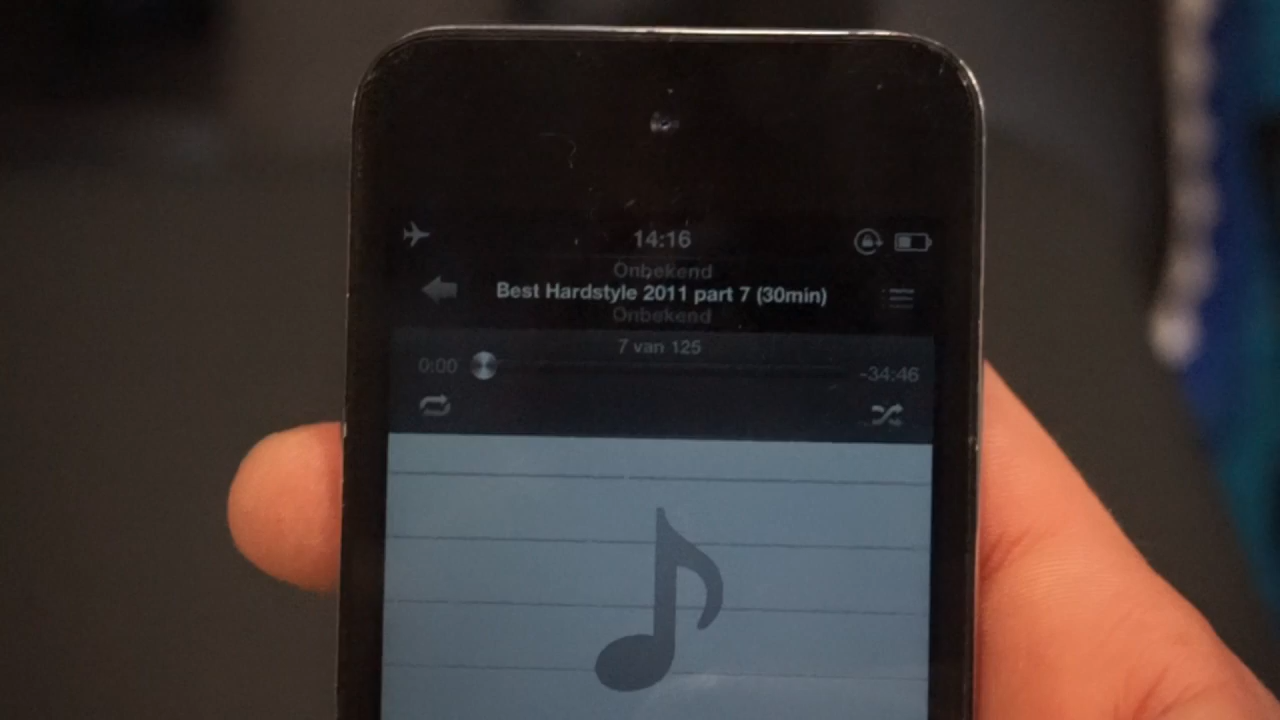 14:16
Onbekend
Best Hardstyle 2011 part 7 (30min)
Onbekend
7 van 125
0:00
-34:46